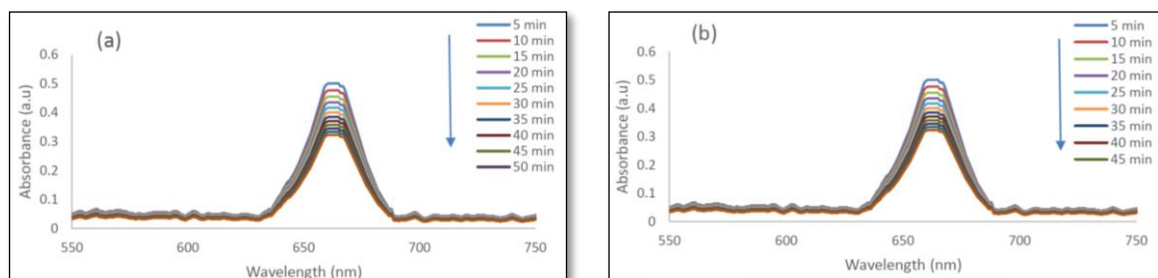 (a)
Absorbance (a.u)
0.6
0.5
0.4
0.3
0.2
0.1
0
550
600
650
700
750
Wavelength (nm)
5 min
10 min
15 min
20 min
25 min
30 min
35 min
40 min
45 min
50 min
(b)
Absorbance (a.u)
0.6
0.5
0.4
0.3
0.2
0.1
0
550
600
650
700
750
Wavelength (nm)
5 min
10 min
15 min
20 min
25 min
30 min
35 min
40 min
45 min